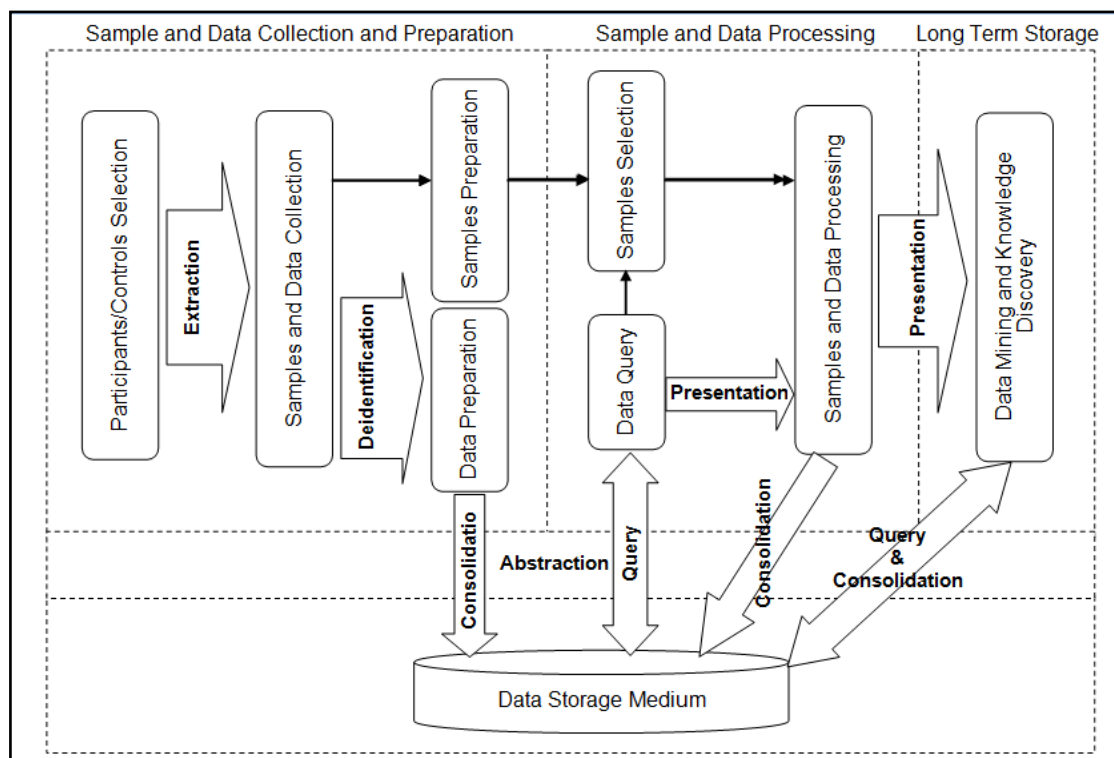 Sample and Data Collection and Preparation
Sample and Data Processing
Long Term Storage
Participants/Controls Selection
Extraction
Samples and Data Collection
Deidentification
Samples Preparation
Data Preparation
Samples Selection
Data Query
Presentation
Samples and Data Processing
Presentation
Data Mining and Knowledge
Discovery
Consolidatio
Abstraction
Query
Consolidation
Query
&
Consolidation
Data Storage Medium